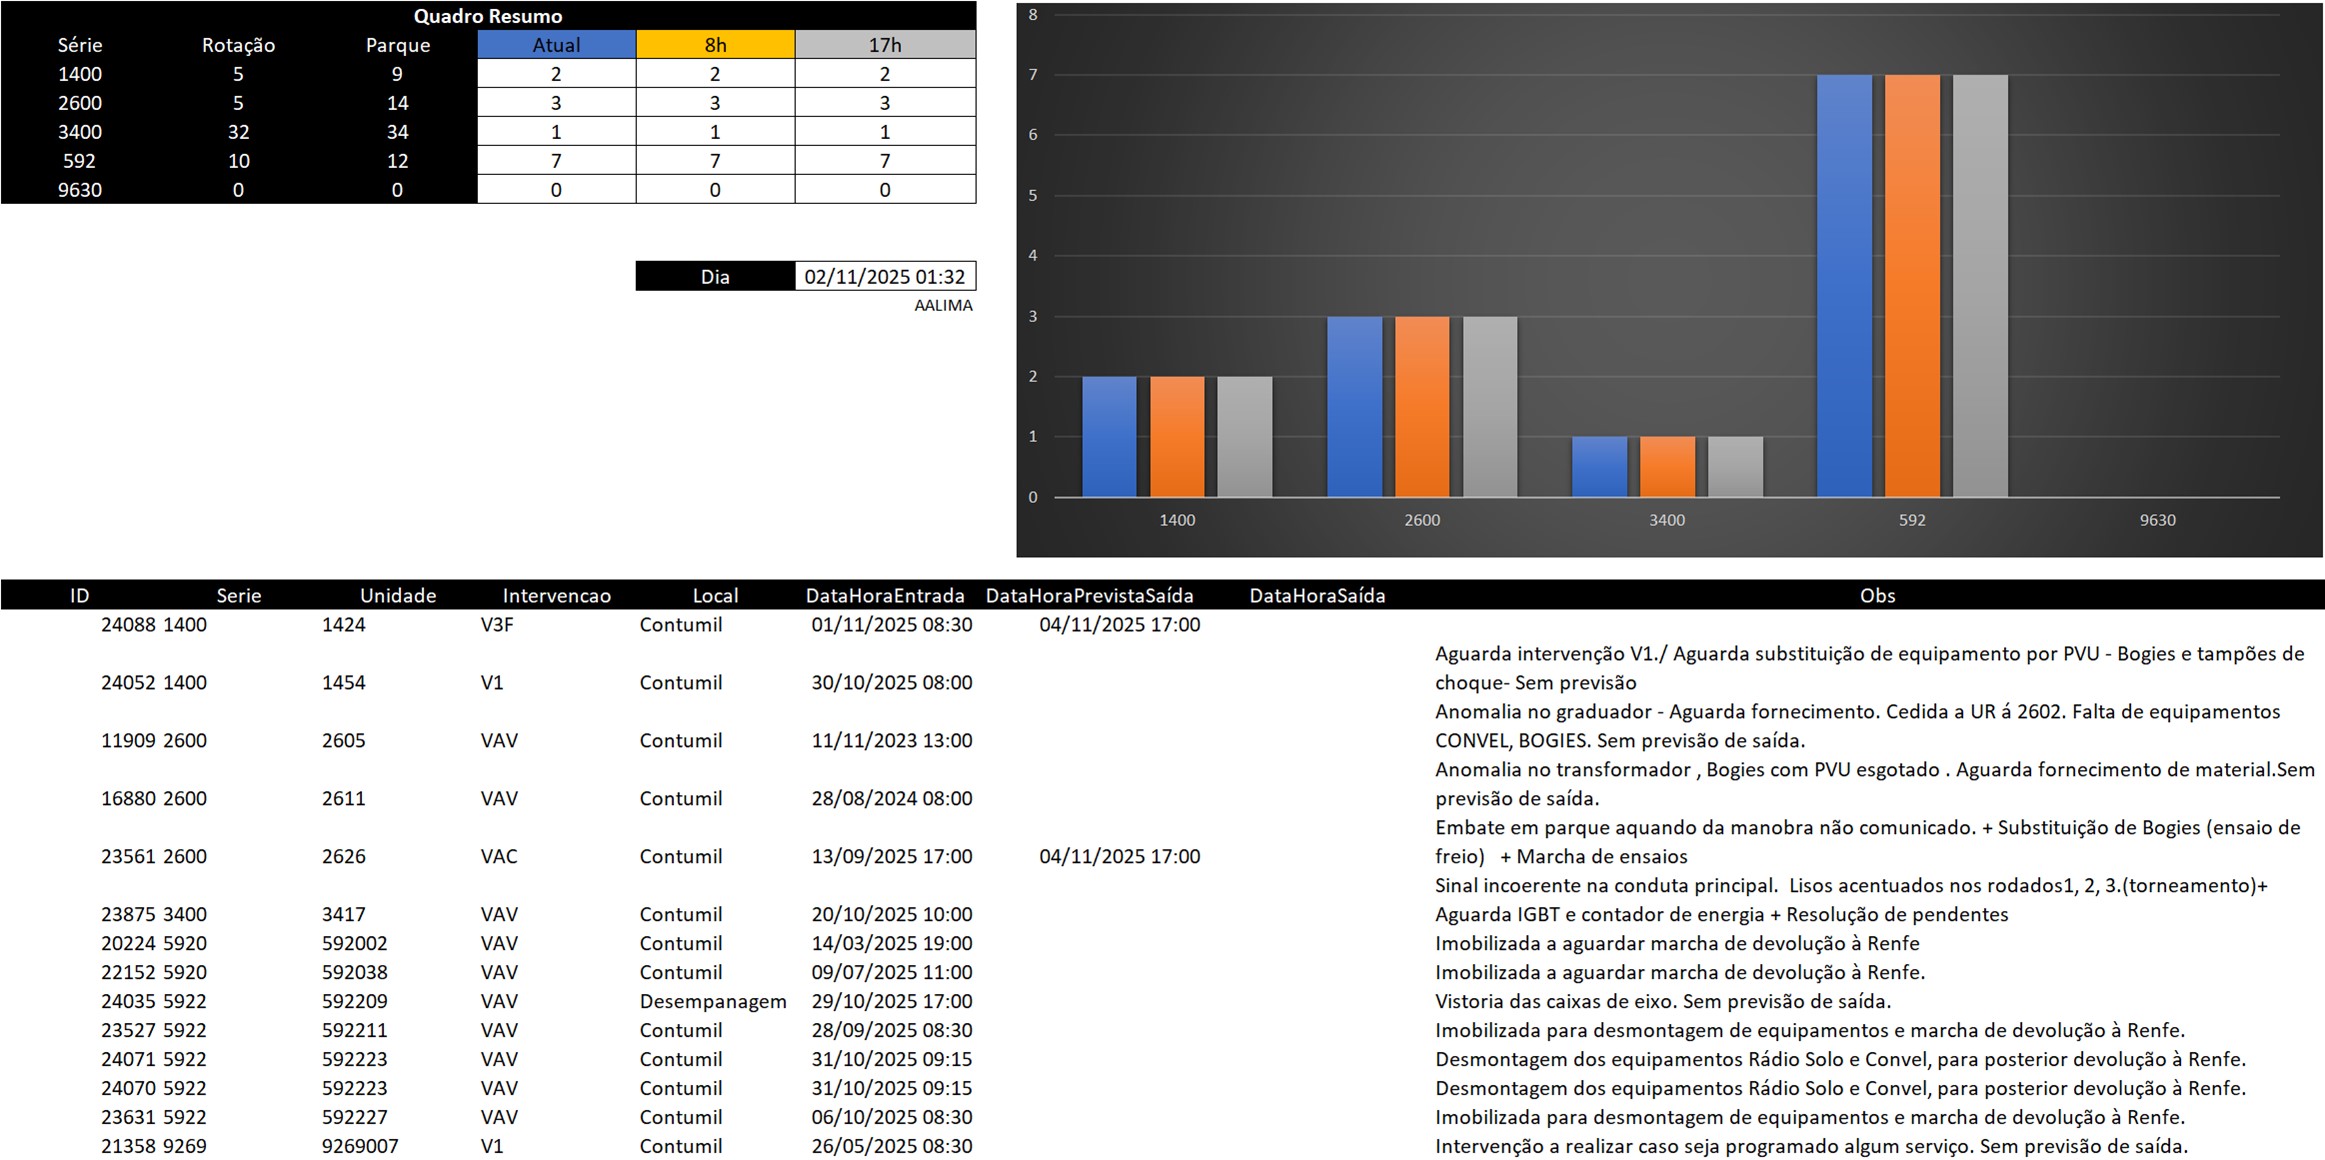 Quadro Resumo
Série Rotação Parque Atual 8h 17h
1400 5 9 2 2 2
2600 5 14 3 3 3
3400 32 34 1 1 1
592 10 12 7 7 7
9630 0 0 0 0 0
Dia 02/11/2025 01:32
AALIMA
8
7
6
5
4
3
2
1
0
1400 2600 3400 592 9630
ID Serie Unidade Intervencao Local DataHoraEntrada DataHoraPrevistaSaída DataHoraSaída Obs
24088 1400 1424 V3F Contumil 01/11/2025 08:30 04/11/2025 17:00
Aguarda intervenção V1./ Aguarda substituição de equipamento por PVU - Bogies e tampões de
24052 1400 1454 V1 Contumil 30/10/2025 08:00 choque- Sem previsão
Anomalia no graduador - Aguarda fornecimento. Cedida a UR á 2602. Falta de equipamentos
11909 2600 2605 VAV Contumil 11/11/2023 13:00 CONVEL, BOGIES. Sem previsão de saída.
Anomalia no transformador , Bogies com PVU esgotado . Aguarda fornecimento de material.Sem
16880 2600 2611 VAV Contumil 28/08/2024 08:00 previsão de saída.
Embate em parque aquando da manobra não comunicado. + Substituição de Bogies (ensaio de
23561 2600 2626 VAC Contumil 13/09/2025 17:00 04/11/2025 17:00 freio)   + Marcha de ensaios
Sinal incoerente na conduta principal.  Lisos acentuados nos rodados1, 2, 3.(torneamento)+
23875 3400 3417 VAV Contumil 20/10/2025 10:00 Aguarda IGBT e contador de energia + Resolução de pendentes
20224 5920 592002 VAV Contumil 14/03/2025 19:00 Imobilizada a aguardar marcha de devolução à Renfe
22152 5920 592038 VAV Contumil 09/07/2025 11:00 Imobilizada a aguardar marcha de devolução à Renfe.
24035 5922 592209 VAV Desempanagem 29/10/2025 17:00 Vistoria das caixas de eixo. Sem previsão de saída.
23527 5922 592211 VAV Contumil 28/09/2025 08:30 Imobilizada para desmontagem de equipamentos e marcha de devolução à Renfe.
24071 5922 592223 VAV Contumil 31/10/2025 09:15 Desmontagem dos equipamentos Rádio Solo e Convel, para posterior devolução à Renfe.
24070 5922 592223 VAV Contumil 31/10/2025 09:15 Desmontagem dos equipamentos Rádio Solo e Convel, para posterior devolução à Renfe.
23631 5922 592227 VAV Contumil 06/10/2025 08:30 Imobilizada para desmontagem de equipamentos e marcha de devolução à Renfe.
21358 9269 9269007 V1 Contumil 26/05/2025 08:30 Intervenção a realizar caso seja programado algum serviço. Sem previsão de saída.